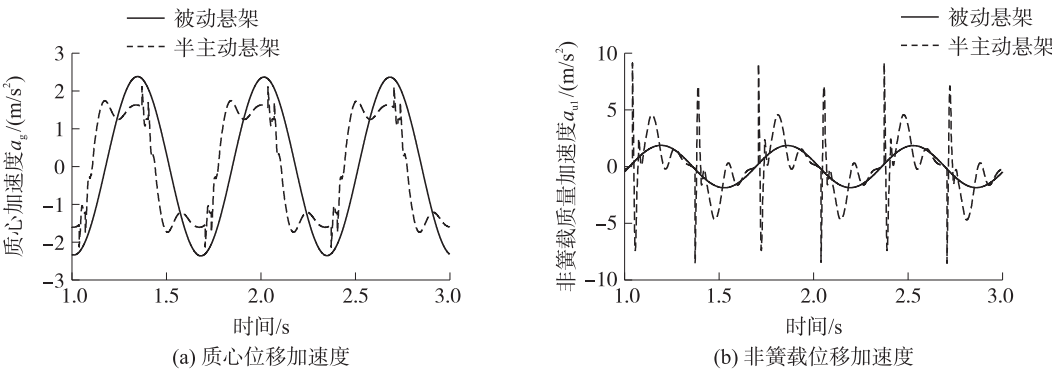 被动悬架
半主动悬架
3
2
1
0
−1
−2
−3
质心加速度a_g/(m/s²)
1.0 1.5 2.0 2.5 3.0
时间/s
(a) 质心位移加速度
被动悬架
半主动悬架
10
5
0
−5
−10
非簧载质量加速度a_u1/(m/s²)
1.0 1.5 2.0 2.5 3.0
时间/s
(b) 非簧载位移加速度